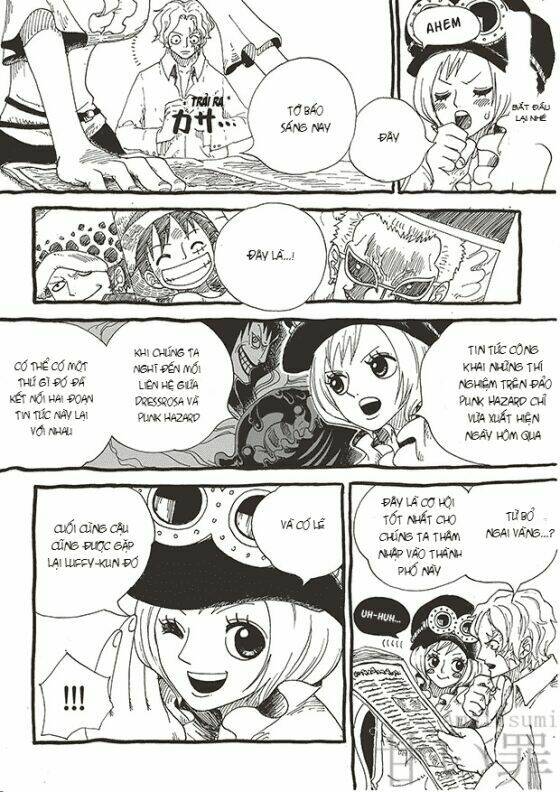 AHEM
BẮT ĐẦU
LẠI NHÉ
ĐÂY
TỜ BÁO
SÁNG NAY
TRẢI RA
カサ...
ĐÂY LÀ...!
TIN TỨC CÔNG
KHAI NHỮNG THÍ
NGHIỆM TRÊN ĐẢO
PUNK HAZARD CHỈ
VỪA XUẤT HIỆN
NGÀY HÔM QUA
KHI CHÚNG TA
NGHĨ ĐẾN MỐI
LIÊN HỆ GIỮA
DRESSROSA VÀ
PUNK HAZARD
CÓ THỂ CÓ MỘT
THỨ GÌ ĐÓ ĐÃ
KẾT NỐI HAI ĐOẠN
TIN TỨC NÀY LẠI
VỚI NHAU
TỪ BỎ
NGAI VÀNG...?
ĐÂY LÀ CƠ HỘI
TỐT NHẤT CHO
CHÚNG TA THÂM
NHẬP VÀO THÀNH
PHỐ NÀY
UH-HUH...
VÀ CÓ LẼ
CUỐI CÙNG CẬU
CŨNG ĐƯỢC GẶP
LẠI LUFFY-KUN ĐÓ
!!!